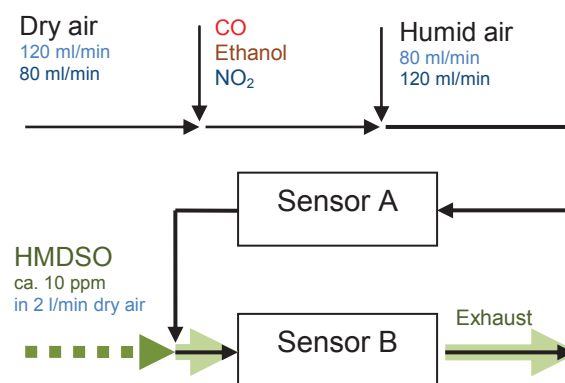 Dry air
120 ml/min
80 ml/min
CO
Ethanol
NO₂
Humid air
80 ml/min
120 ml/min
Sensor A
HMDSO
ca. 10 ppm
in 2 l/min dry air
Sensor B
Exhaust